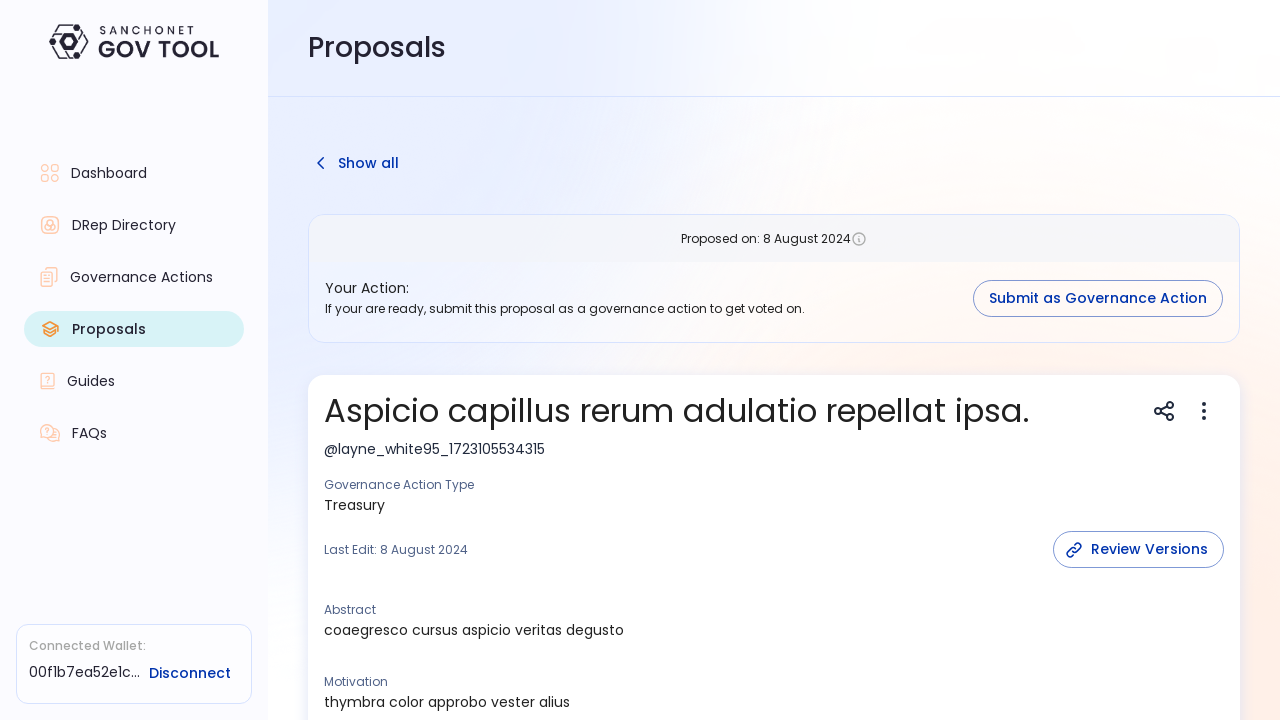 SANCHONET
GOV TOOL
Dashboard
DRep Directory
Governance Actions
Proposals
Guides
FAQs
Connected Wallet:
00f1b7ea52e1c... Disconnect
Proposals
Show all
Proposed on: 8 August 2024
Your Action:
If your are ready, submit this proposal as a governance action to get voted on.
Submit as Governance Action
Aspicio capillus rerum adulatio repellat ipsa.
@layne_white95_1723105534315
Governance Action Type
Treasury
Last Edit: 8 August 2024
Review Versions
Abstract
coaegresco cursus aspicio veritas degusto
Motivation
thymbra color approbo vester alius